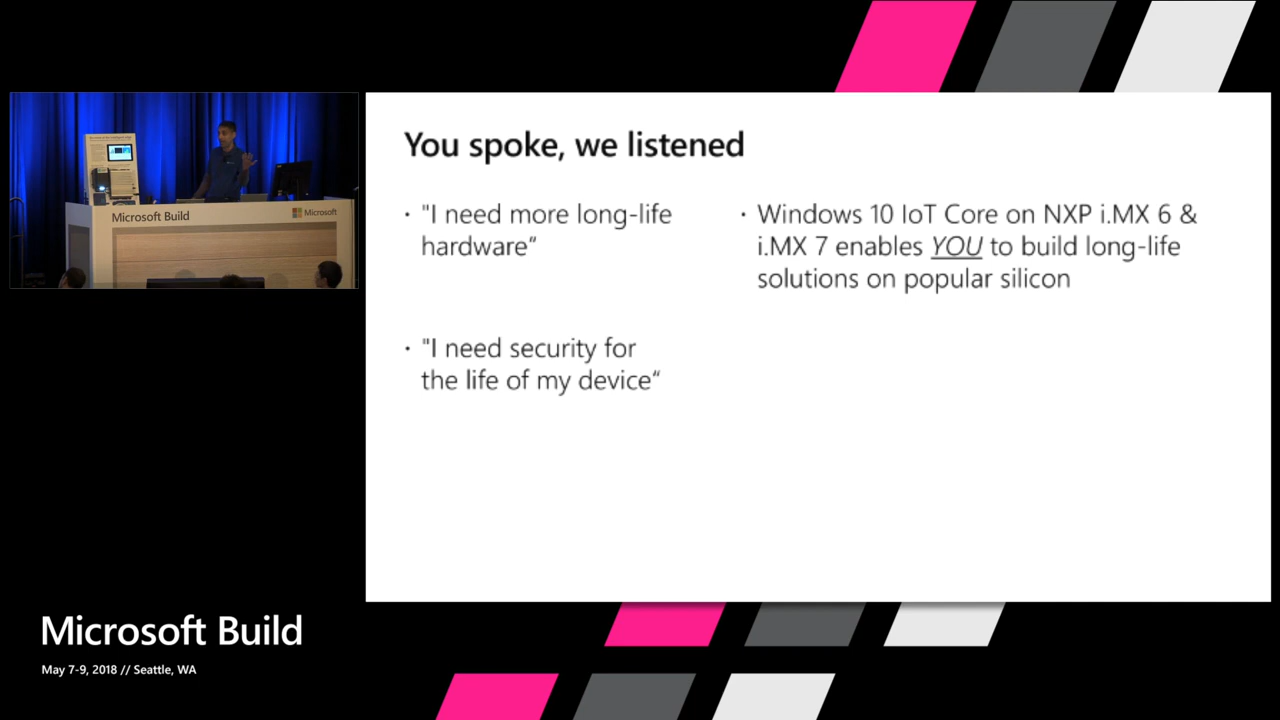 You spoke, we listened
· "I need more long-life
hardware“
· "I need security for
the life of my device“
· Windows 10 IoT Core on NXP i.MX 6 &
i.MX 7 enables YOU to build long-life
solutions on popular silicon
Microsoft Build
Microsoft
Microsoft Build
May 7-9, 2018 // Seattle, WA